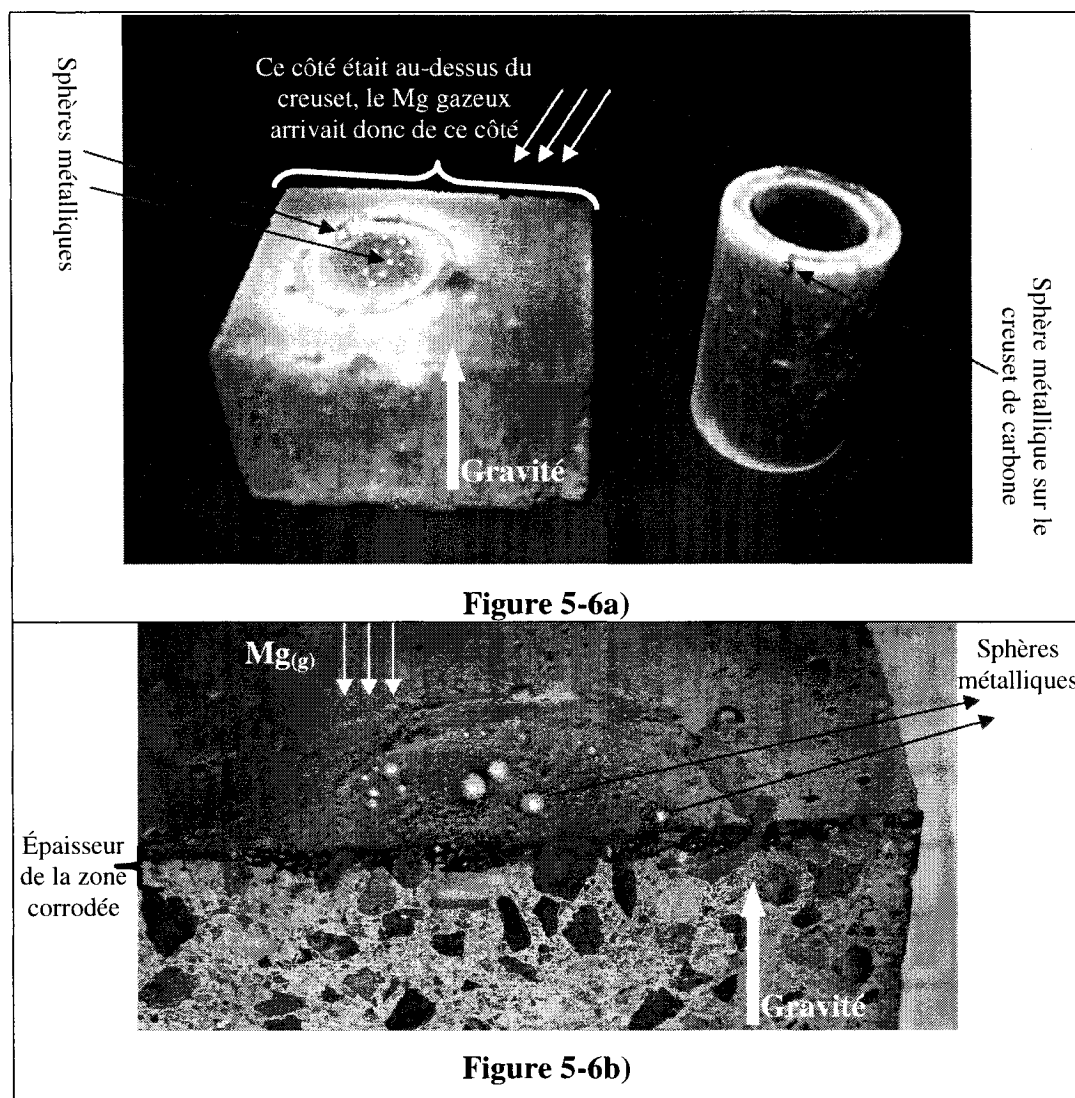 Sphères
métalliques
Ce côté était au-dessus du
creuset, le Mg gazeux
arrivait donc de ce côté
Gravité
Sphère métallique sur le
creuset de carbone
Figure 5-6a)
Mg(g)
Sphères
métalliques
Épaisseur
de la zone
corrodée
Gravité
Figure 5-6b)